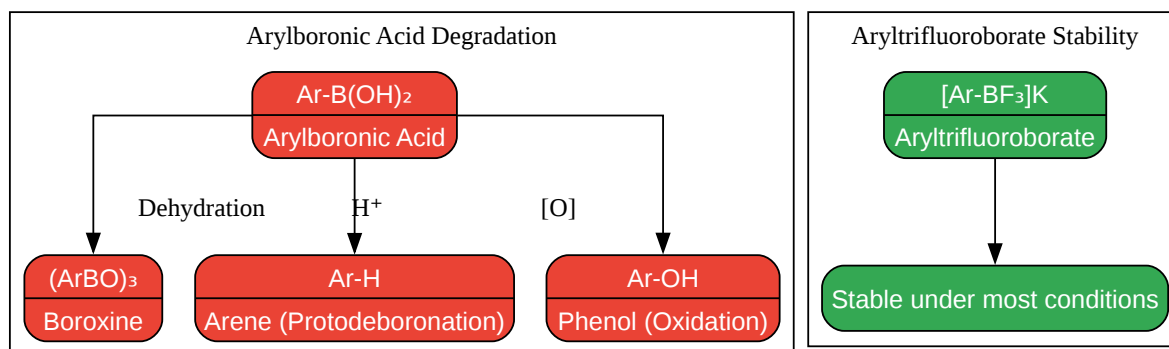 Arylboronic Acid Degradation
Ar-B(OH)₂
Arylboronic Acid
Dehydration
H⁺
[O]
(ArBO)₃
Boroxine
Ar-H
Arene (Protodeboronation)
Ar-OH
Phenol (Oxidation)
Aryltrifluoroborate Stability
[Ar-BF₃]K
Aryltrifluoroborate
Stable under most conditions